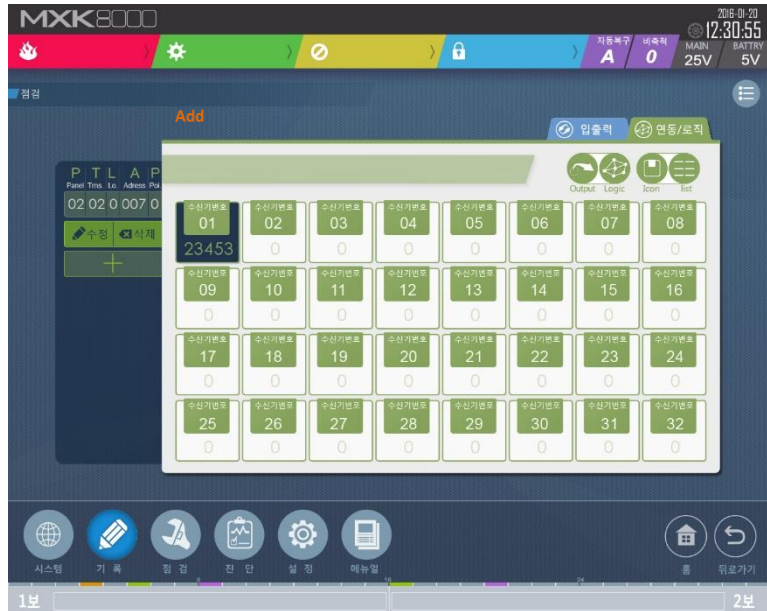 MXK8000
2016-01-20
12:30:55
자동복구 비축적 MAIN BATTRY
A 0 25V 5V
점검
Add
입출력 연동/로직
P T L A P
Panel Trns. Lo. Adress Poi.
Output Logic Icon list
02 02 0 007 0
수정 삭제
수신기번호 수신기번호 수신기번호 수신기번호 수신기번호 수신기번호 수신기번호 수신기번호
01 02 03 04 05 06 07 08
23453 0 0 0 0 0 0 0
수신기번호 수신기번호 수신기번호 수신기번호 수신기번호 수신기번호 수신기번호 수신기번호
09 10 11 12 13 14 15 16
0 0 0 0 0 0 0 0
수신기번호 수신기번호 수신기번호 수신기번호 수신기번호 수신기번호 수신기번호 수신기번호
17 18 19 20 21 22 23 24
0 0 0 0 0 0 0 0
수신기번호 수신기번호 수신기번호 수신기번호 수신기번호 수신기번호 수신기번호 수신기번호
25 26 27 28 29 30 31 32
0 0 0 0 0 0 0 0
시스템 기 록 점 검 진 단 설 정 메뉴얼 홈 뒤로가기
8 16 24
1보 2보